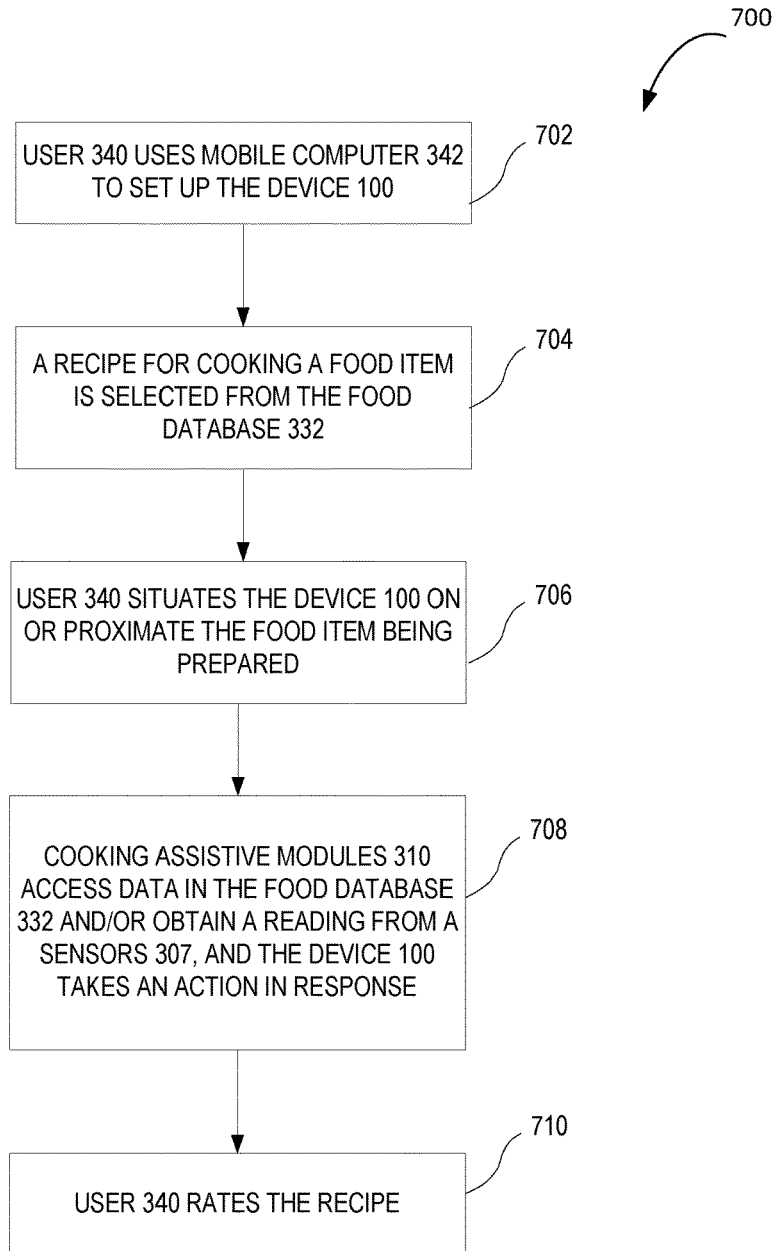 700
USER 340 USES MOBILE COMPUTER 342
TO SET UP THE DEVICE 100
702
A RECIPE FOR COOKING A FOOD ITEM
IS SELECTED FROM THE FOOD
DATABASE 332
704
USER 340 SITUATES THE DEVICE 100 ON
OR PROXIMATE THE FOOD ITEM BEING
PREPARED
706
COOKING ASSISTIVE MODULES 310
ACCESS DATA IN THE FOOD DATABASE
332 AND/OR OBTAIN A READING FROM A
SENSORS 307, AND THE DEVICE 100
TAKES AN ACTION IN RESPONSE
708
USER 340 RATES THE RECIPE
710